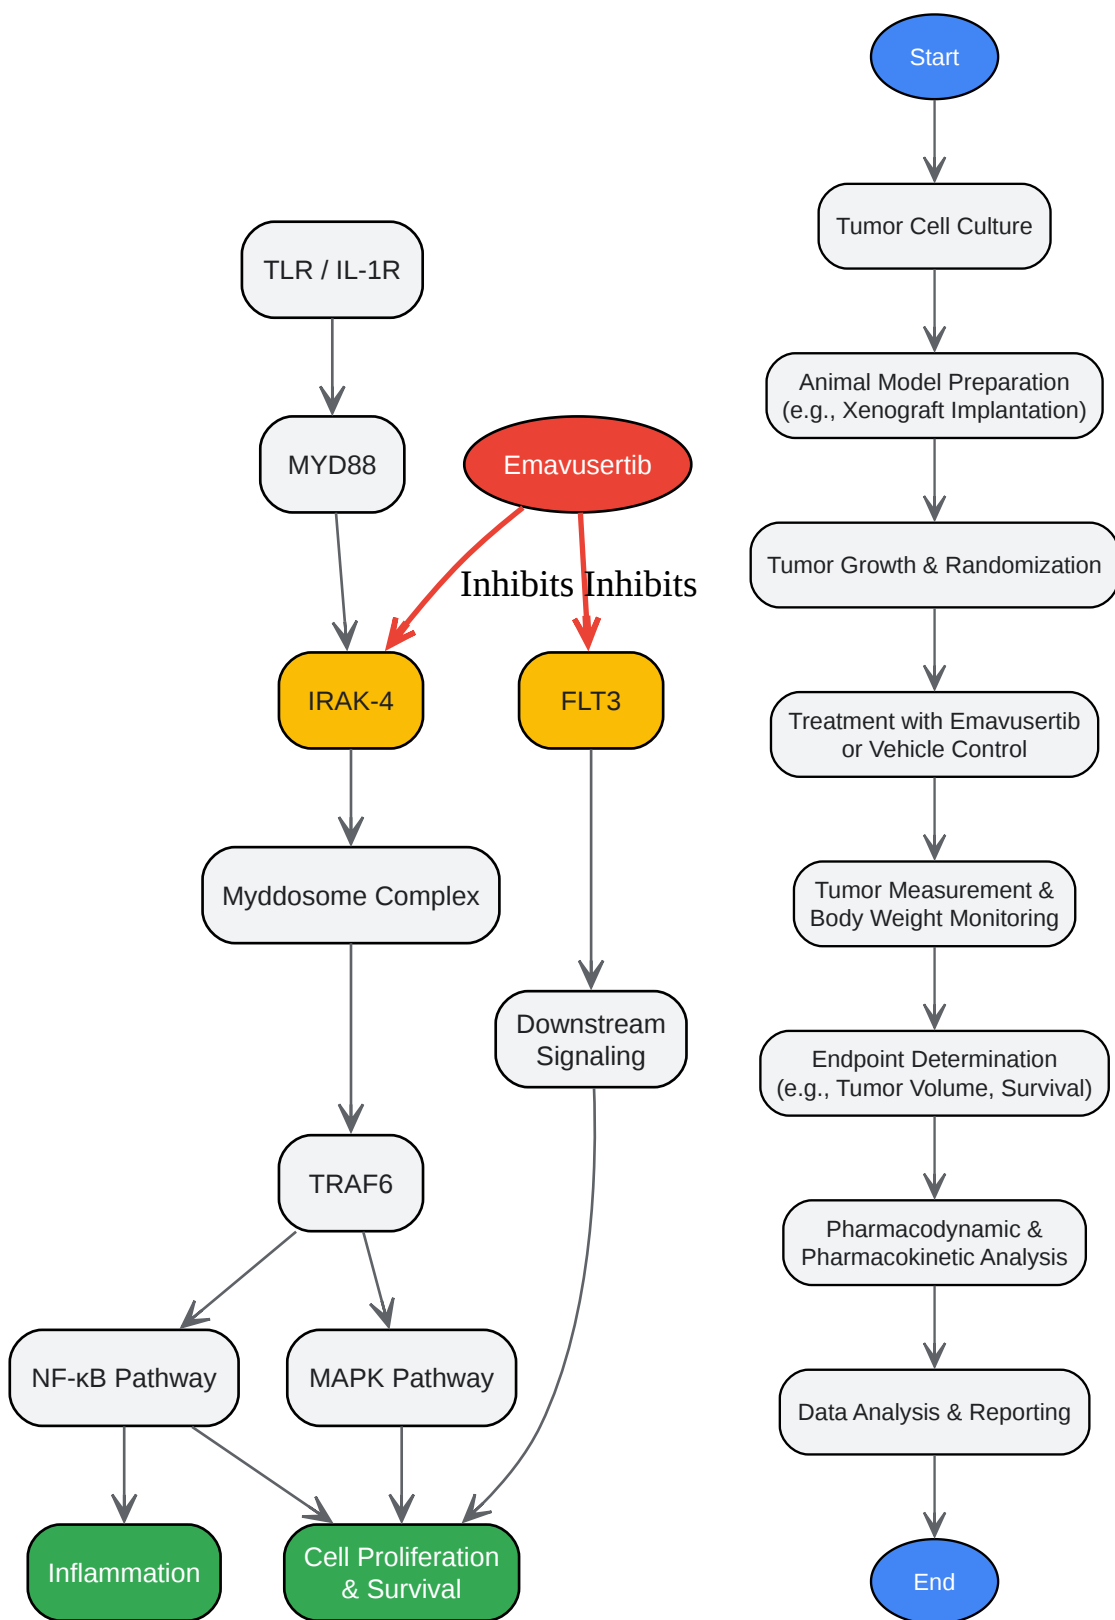 TLR / IL-1R
MYD88
Emavusertib
Inhibits
Inhibits
IRAK-4
FLT3
Myddosome Complex
Downstream
Signaling
TRAF6
NF-κB Pathway
MAPK Pathway
Inflammation
Cell Proliferation
& Survival
Start
Tumor Cell Culture
Animal Model Preparation
(e.g., Xenograft Implantation)
Tumor Growth & Randomization
Treatment with Emavusertib
or Vehicle Control
Tumor Measurement &
Body Weight Monitoring
Endpoint Determination
(e.g., Tumor Volume, Survival)
Pharmacodynamic &
Pharmacokinetic Analysis
Data Analysis & Reporting
End